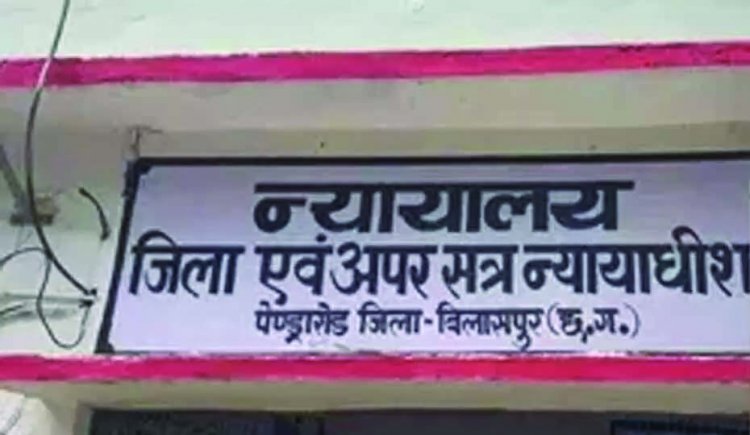 न्यायालय
जिला एवं अपर सत्र न्यायाधीश
पेण्ड्रारोड जिला-बिलासपुर (छ.ग.)